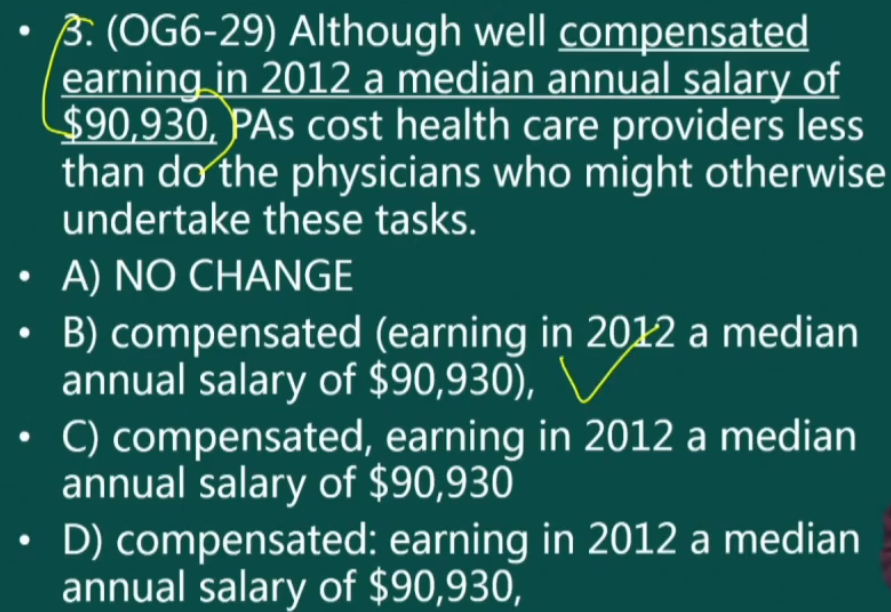 • 3. (OG6-29) Although well compensated
earning in 2012 a median annual salary of
$90,930, PAs cost health care providers less
than do the physicians who might otherwise
undertake these tasks.
• A) NO CHANGE
• B) compensated (earning in 2012 a median
annual salary of $90,930),
• C) compensated, earning in 2012 a median
annual salary of $90,930
• D) compensated: earning in 2012 a median
annual salary of $90,930,